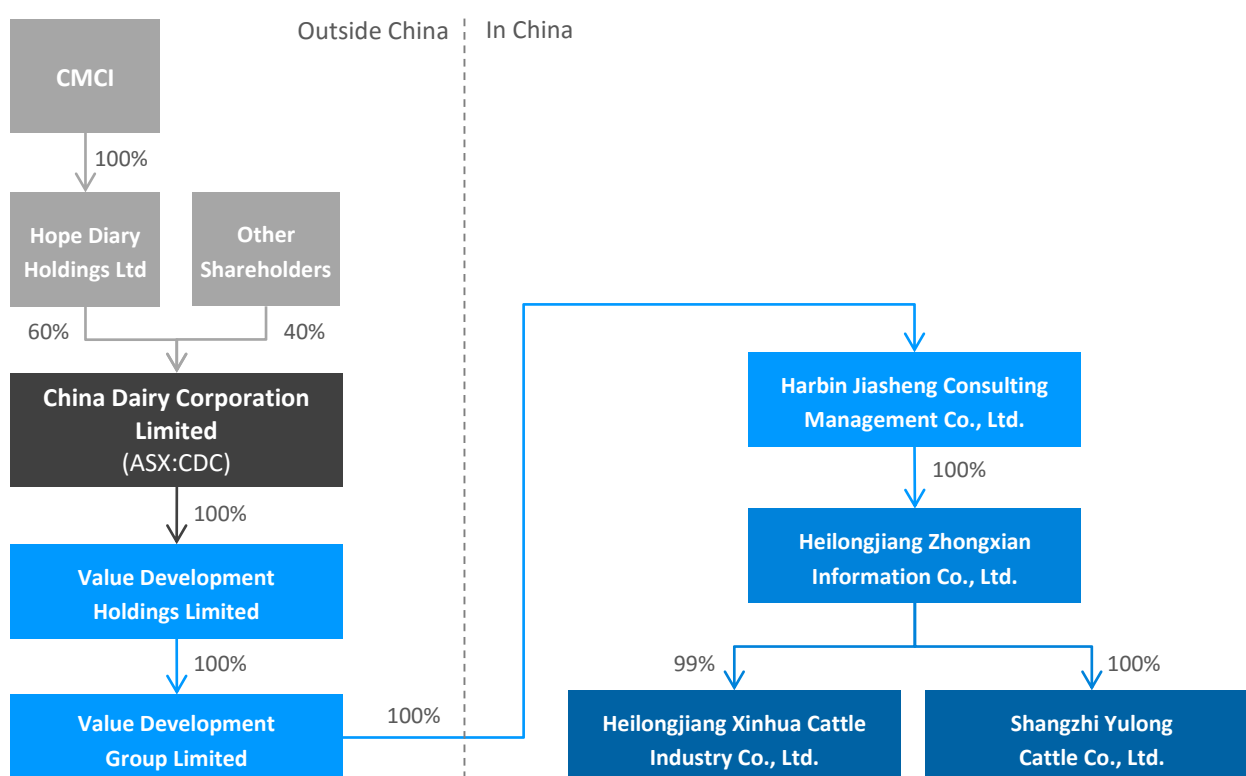 Outside China
In China
CMCI
100%
Hope Diary
Holdings Ltd
Other
Shareholders
60%
40%
China Dairy Corporation
Limited
(ASX:CDC)
100%
Value Development
Holdings Limited
100%
Value Development
Group Limited
100%
Harbin Jiasheng Consulting
Management Co., Ltd.
100%
Heilongjiang Zhongxian
Information Co., Ltd.
99%
100%
Heilongjiang Xinhua Cattle
Industry Co., Ltd.
Shangzhi Yulong
Cattle Co., Ltd.